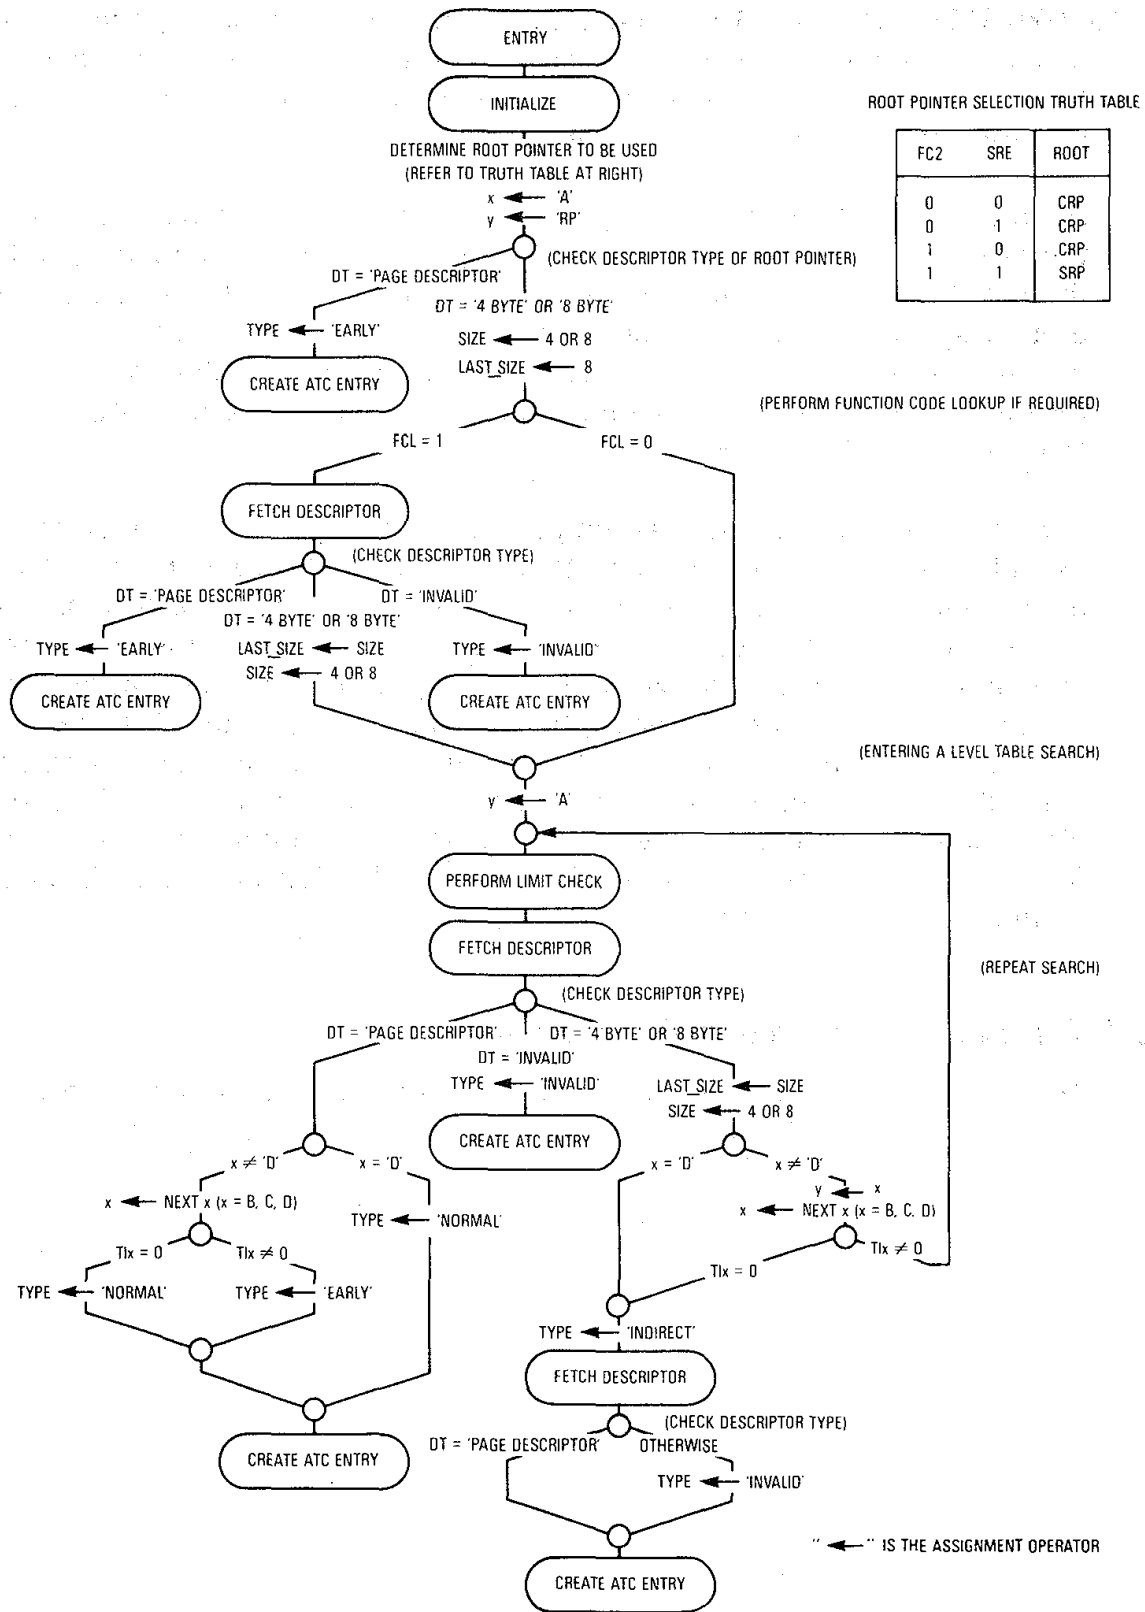 ENTRY
INITIALIZE
DETERMINE ROOT POINTER TO BE USED
(REFER TO TRUTH TABLE AT RIGHT)
x ← 'A'
y ← 'RP'
ROOT POINTER SELECTION TRUTH TABLE
FC2 SRE ROOT
0 0 CRP
0 1 CRP
1 0 CRP
1 1 SRP
(CHECK DESCRIPTOR TYPE OF ROOT POINTER)
DT = 'PAGE DESCRIPTOR'
TYPE ← 'EARLY'
CREATE ATC ENTRY
DT = '4 BYTE' OR '8 BYTE'
SIZE ← 4 OR 8
LAST_SIZE ← 8
(PERFORM FUNCTION CODE LOOKUP IF REQUIRED)
FCL = 1
FCL = 0
FETCH DESCRIPTOR
(CHECK DESCRIPTOR TYPE)
DT = 'PAGE DESCRIPTOR'
TYPE ← 'EARLY'
CREATE ATC ENTRY
DT = '4 BYTE' OR '8 BYTE'
LAST_SIZE ← SIZE
SIZE ← 4 OR 8
DT = 'INVALID'
TYPE ← 'INVALID'
CREATE ATC ENTRY
(ENTERING A LEVEL TABLE SEARCH)
y ← 'A'
PERFORM LIMIT CHECK
FETCH DESCRIPTOR
(REPEAT SEARCH)
(CHECK DESCRIPTOR TYPE)
DT = 'PAGE DESCRIPTOR'
DT = 'INVALID'
TYPE ← 'INVALID'
CREATE ATC ENTRY
DT = '4 BYTE' OR '8 BYTE'
LAST_SIZE ← SIZE
SIZE ← 4 OR 8
x ≠ 'D'
x = 'D'
x ← NEXT x (x = B, C, D)
TIx = 0
TIx ≠ 0
TYPE ← 'NORMAL'
TYPE ← 'EARLY'
TYPE ← 'NORMAL'
CREATE ATC ENTRY
x = 'D'
x ≠ 'D'
y ← x
x ← NEXT x (x = B, C, D)
TIx = 0
TIx ≠ 0
TYPE ← 'INDIRECT'
FETCH DESCRIPTOR
(CHECK DESCRIPTOR TYPE)
DT = 'PAGE DESCRIPTOR'
OTHERWISE
TYPE ← 'INVALID'
CREATE ATC ENTRY
" ← " IS THE ASSIGNMENT OPERATOR